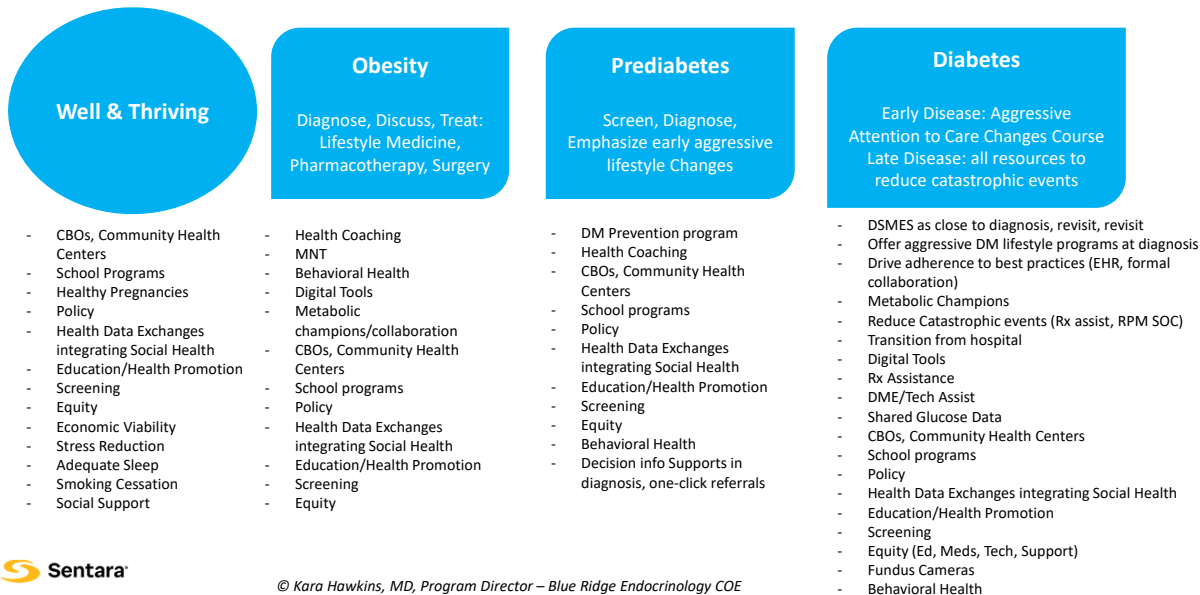 Well & Thriving
- CBOs, Community Health
Centers
- School Programs
- Healthy Pregnancies
- Policy
- Health Data Exchanges
integrating Social Health
- Education/Health Promotion
- Screening
- Equity
- Economic Viability
- Stress Reduction
- Adequate Sleep
- Smoking Cessation
- Social Support
Obesity
Diagnose, Discuss, Treat:
Lifestyle Medicine,
Pharmacotherapy, Surgery
- Health Coaching
- MNT
- Behavioral Health
- Digital Tools
- Metabolic
champions/collaboration
- CBOs, Community Health
Centers
- School programs
- Policy
- Health Data Exchanges
integrating Social Health
- Education/Health Promotion
- Screening
- Equity
Prediabetes
Screen, Diagnose,
Emphasize early aggressive
lifestyle Changes
- DM Prevention program
- Health Coaching
- CBOs, Community Health
Centers
- School programs
- Policy
- Health Data Exchanges
integrating Social Health
- Education/Health Promotion
- Screening
- Equity
- Behavioral Health
- Decision info Supports in
diagnosis, one-click referrals
Diabetes
Early Disease: Aggressive
Attention to Care Changes Course
Late Disease: all resources to
reduce catastrophic events
- DSMES as close to diagnosis, revisit, revisit
- Offer aggressive DM lifestyle programs at diagnosis
- Drive adherence to best practices (EHR, formal
collaboration)
- Metabolic Champions
- Reduce Catastrophic events (Rx assist, RPM SOC)
- Transition from hospital
- Digital Tools
- Rx Assistance
- DME/Tech Assist
- Shared Glucose Data
- CBOs, Community Health Centers
- School programs
- Policy
- Health Data Exchanges integrating Social Health
- Education/Health Promotion
- Screening
- Equity (Ed, Meds, Tech, Support)
- Fundus Cameras
- Behavioral Health
Sentara
© Kara Hawkins, MD, Program Director – Blue Ridge Endocrinology COE